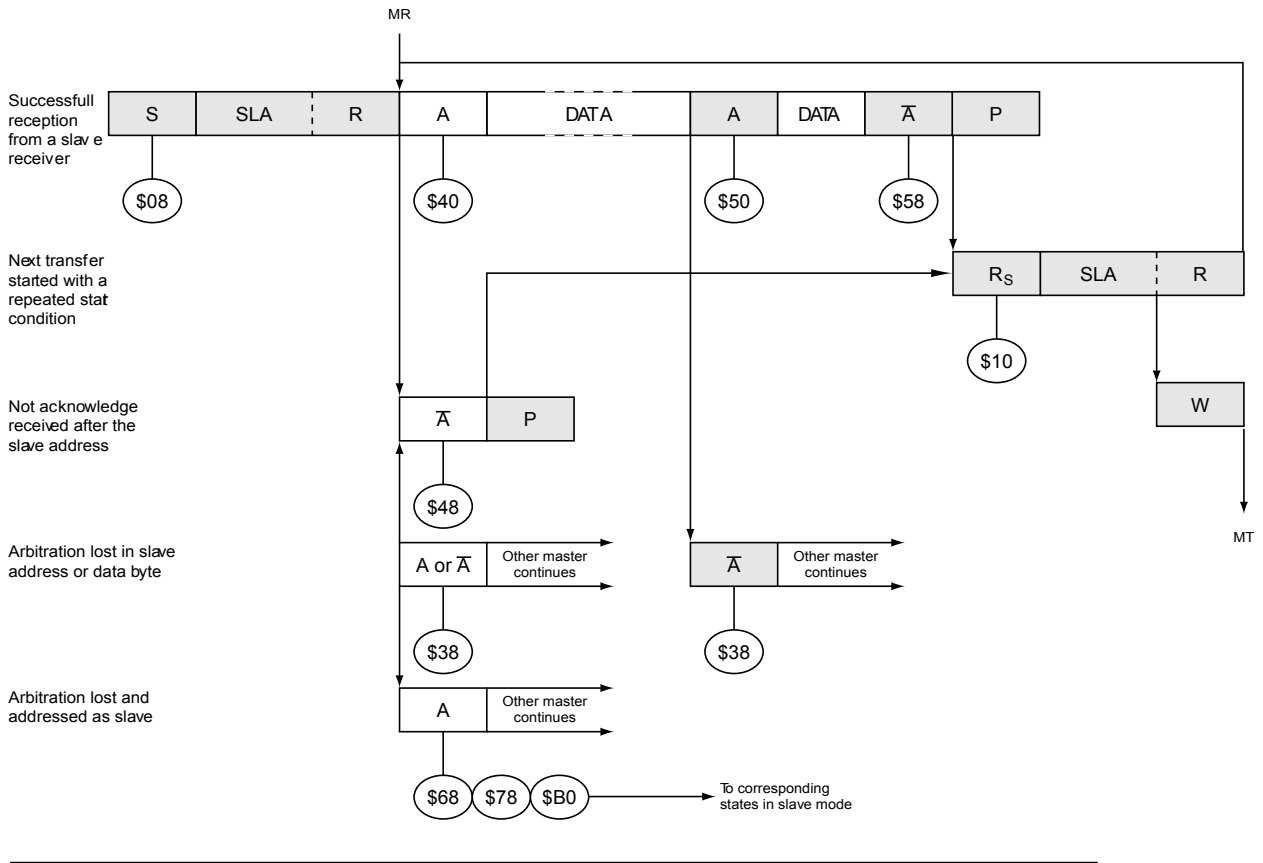 MR
Successfull
reception
from a slav e
receiver
S SLA R A DATA A DATA A̅ P
$08 $40 $50 $58
Next transfer
started with a
repeated start
condition
RS SLA R
$10
Not acknowledge
received after the
slave address
A̅ P
W
$48
MT
Arbitration lost in slave
address or data byte
A or A̅ Other master
continues
A̅ Other master
continues
$38 $38
Arbitration lost and
addressed as slave
A Other master
continues
$68 $78 $B0 To corresponding
states in slave mode